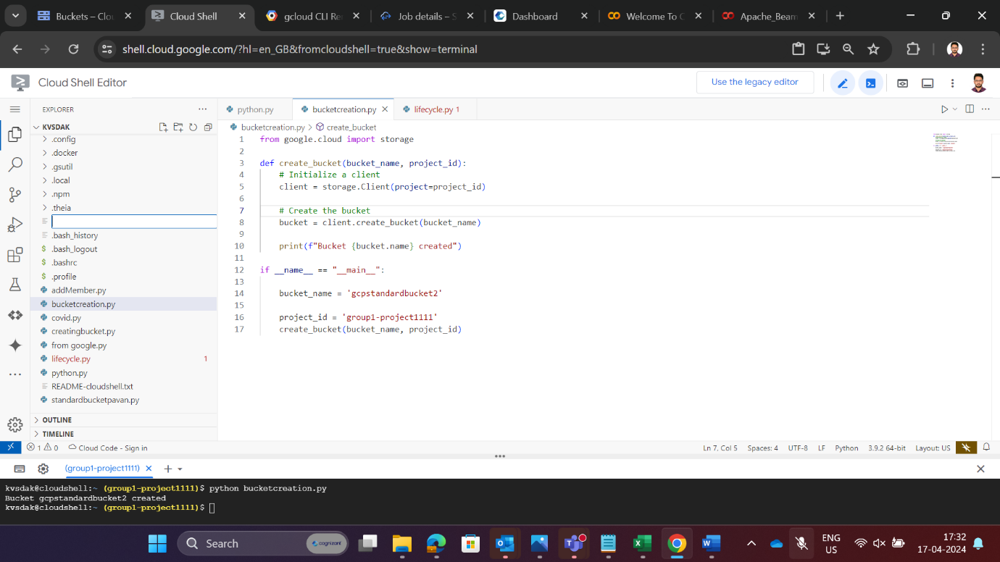 Buckets – Clou
Cloud Shell
gcloud CLI Re
Job details – S
Dashboard
Welcome To C
Apache_Beam
shell.cloud.google.com/?hl=en_GB&fromcloudshell=true&show=terminal
Cloud Shell Editor
Use the legacy editor
EXPLORER
KVSDAK
.config
.docker
.gsutil
.local
.npm
.theia
.bash_history
$ .bash_logout
$ .bashrc
$ .profile
addMember.py
bucketcreation.py
covid.py
creatingbucket.py
from google.py
lifecycle.py 1
python.py
README-cloudshell.txt
standardbucketpavan.py
OUTLINE
TIMELINE
python.py
bucketcreation.py
lifecycle.py 1
bucketcreation.py > create_bucket
1 from google.cloud import storage
2
3 def create_bucket(bucket_name, project_id):
4 # Initialize a client
5 client = storage.Client(project=project_id)
6
7 # Create the bucket
8 bucket = client.create_bucket(bucket_name)
9
10 print(f"Bucket {bucket.name} created")
11
12 if __name__ == "__main__":
13
14 bucket_name = 'gcpstandardbucket2'
15
16 project_id = 'group1-project1111'
17 create_bucket(bucket_name, project_id)
1 0 Cloud Code - Sign in
Ln 7, Col 5 Spaces: 4 UTF-8 LF Python 3.9.2 64-bit Layout: US
(group1-project1111)
kvsdak@cloudshell:~ (group1-project1111)$ python bucketcreation.py
Bucket gcpstandardbucket2 created
kvsdak@cloudshell:~ (group1-project1111)$
Search
cognizant
ENG
US
17:32
17-04-2024